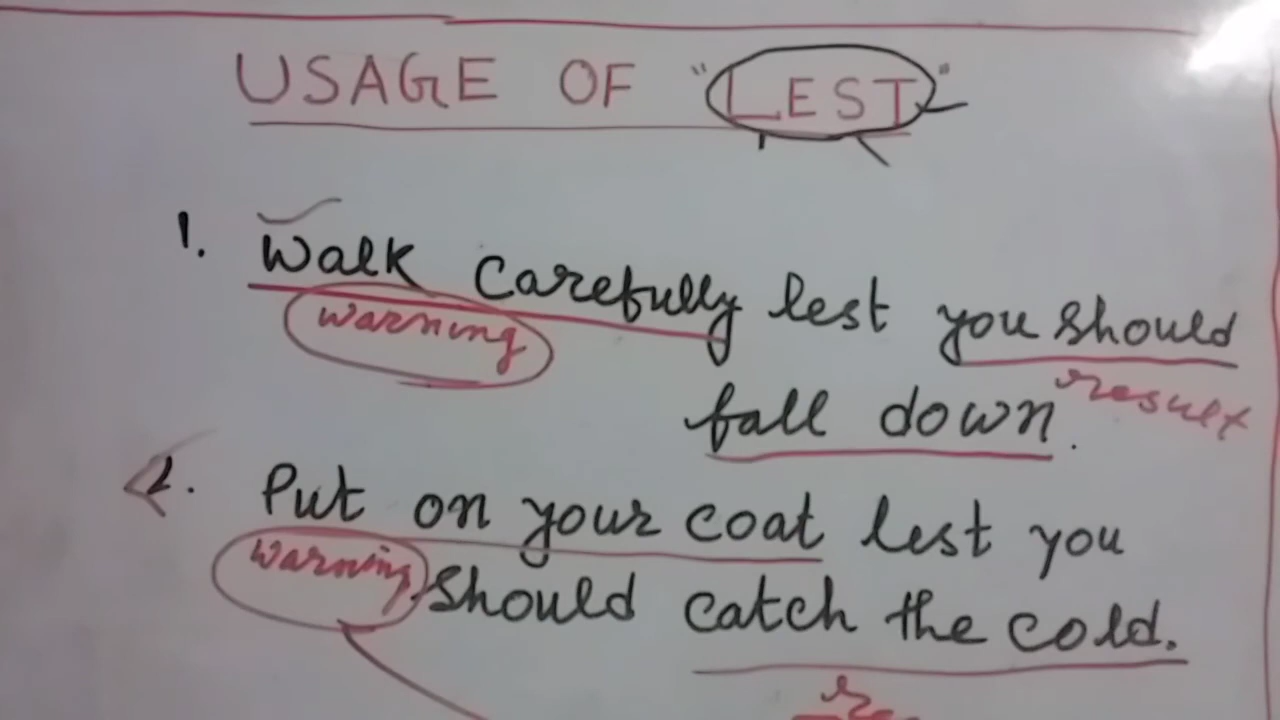 USAGE OF "LEST"
1. Walk carefully lest you should
warning
result
fall down.
2. Put on your coat lest you
warning
should catch the cold.